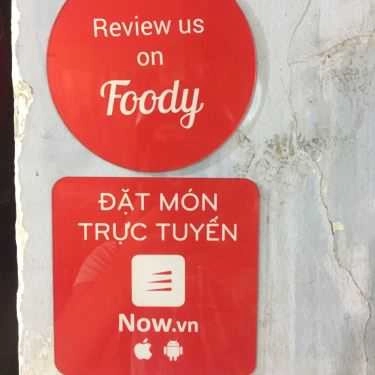 Review us
on
Foody
ĐẶT MÓN
TRỰC TUYẾN
Now.vn